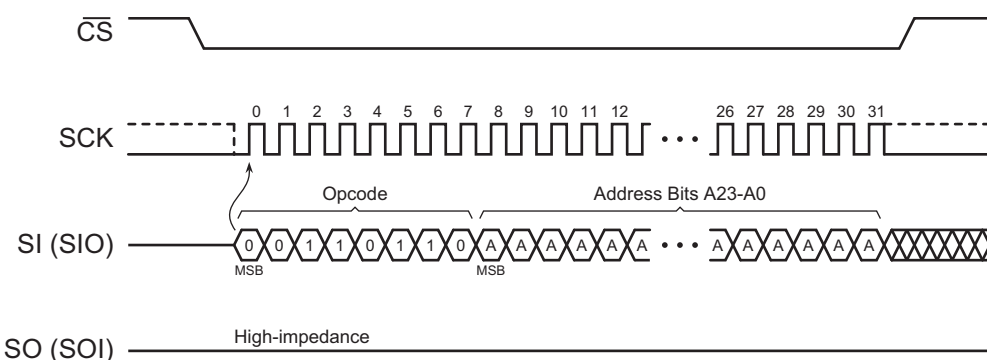 CS
0 1 2 3 4 5 6 7 8 9 10 11 12 26 27 28 29 30 31
SCK
Opcode Address Bits A23-A0
SI (SIO) 0 0 1 1 0 1 1 0 A A A A A A A A A A A A
MSB MSB
High-impedance
SO (SOI)